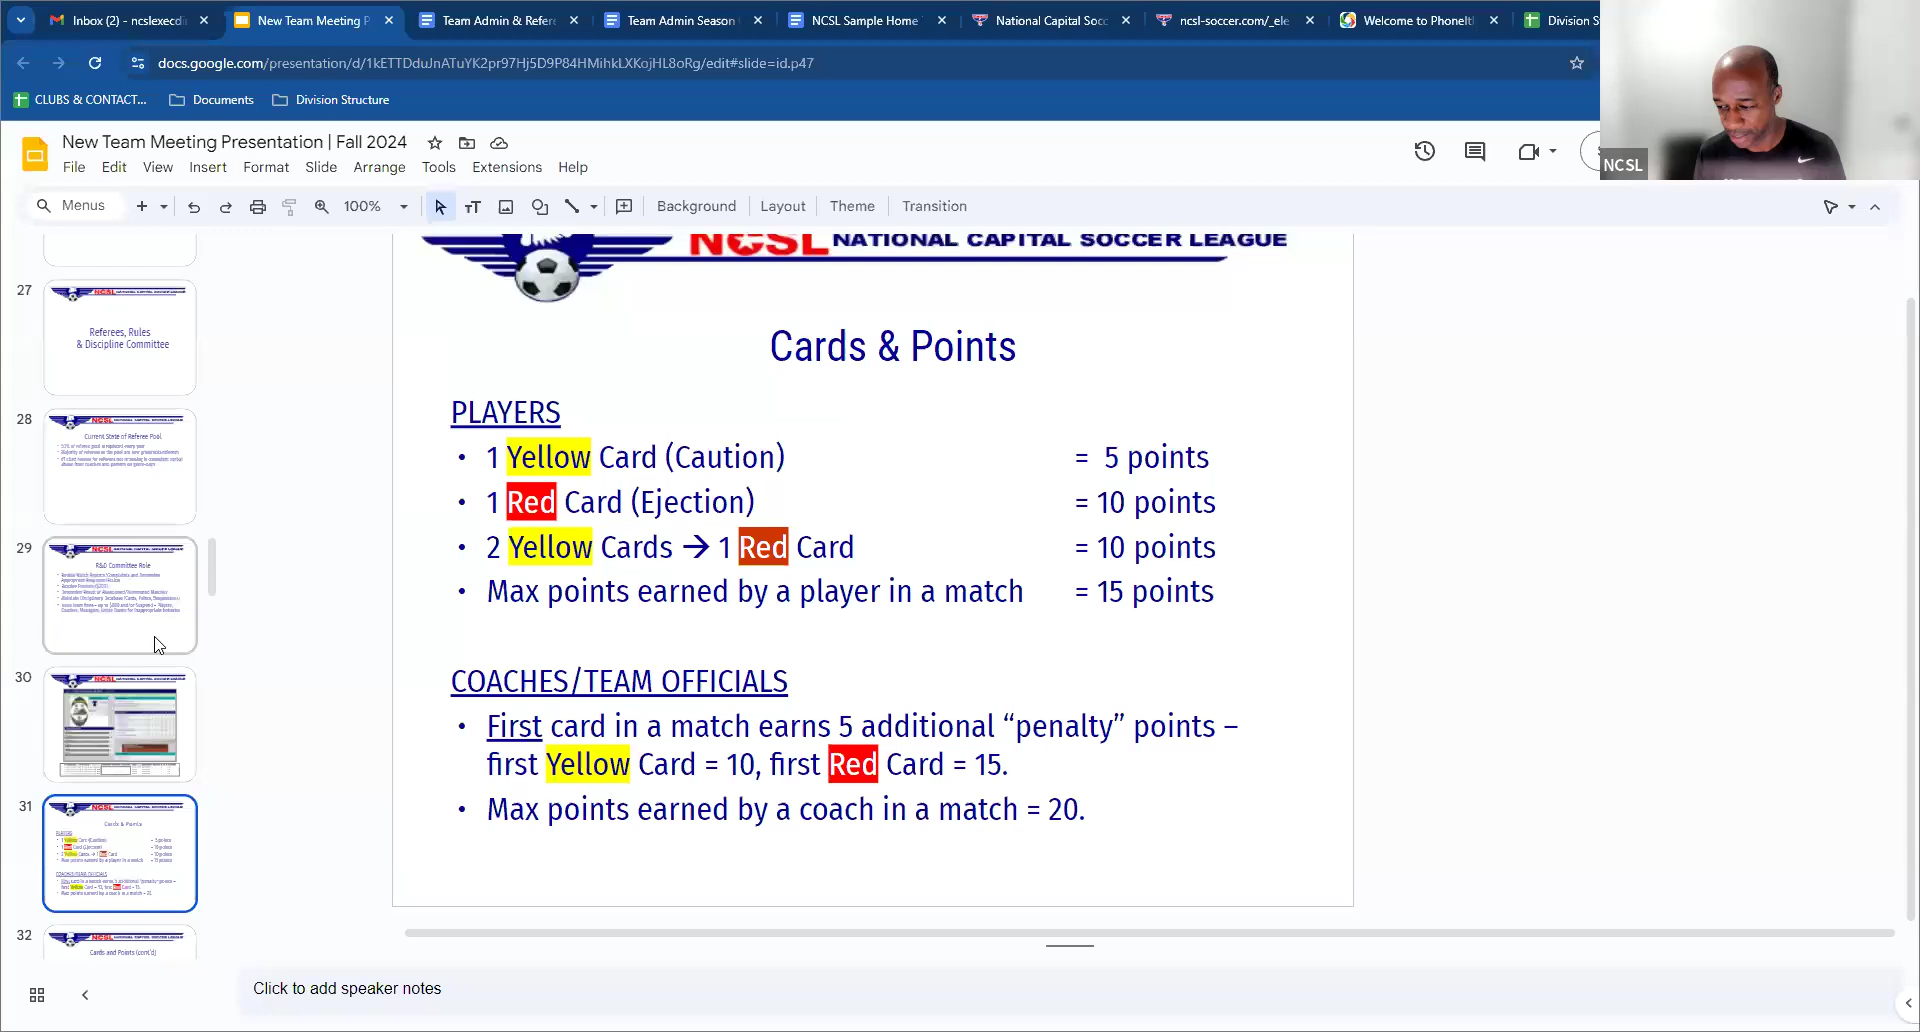 Inbox (2) - ncslexecdi
New Team Meeting P
Team Admin & Refer
Team Admin Season
NCSL Sample Home
National Capital Socc
ncsl-soccer.com/_ele
Welcome to PhoneIt
Division S
docs.google.com/presentation/d/1kETTDduJnATuYK2pr97Hj5D9P84HMihkLXKojHL8oRg/edit#slide=id.p47
CLUBS & CONTACT...
Documents
Division Structure
NCSL
New Team Meeting Presentation | Fall 2024
File Edit View Insert Format Slide Arrange Tools Extensions Help
Menus
100%
Background
Layout
Theme
Transition
27
Referees, Rules
& Discipline Committee
28
Current State of Referee Pool
29
R&D Committee Role
30
31
Cards & Points
32
Cards and Points (cont'd)
NCSL NATIONAL CAPITAL SOCCER LEAGUE
Cards & Points
PLAYERS
• 1 Yellow Card (Caution) = 5 points
• 1 Red Card (Ejection) = 10 points
• 2 Yellow Cards → 1 Red Card = 10 points
• Max points earned by a player in a match = 15 points
COACHES/TEAM OFFICIALS
• First card in a match earns 5 additional “penalty” points –
first Yellow Card = 10, first Red Card = 15.
• Max points earned by a coach in a match = 20.
Click to add speaker notes